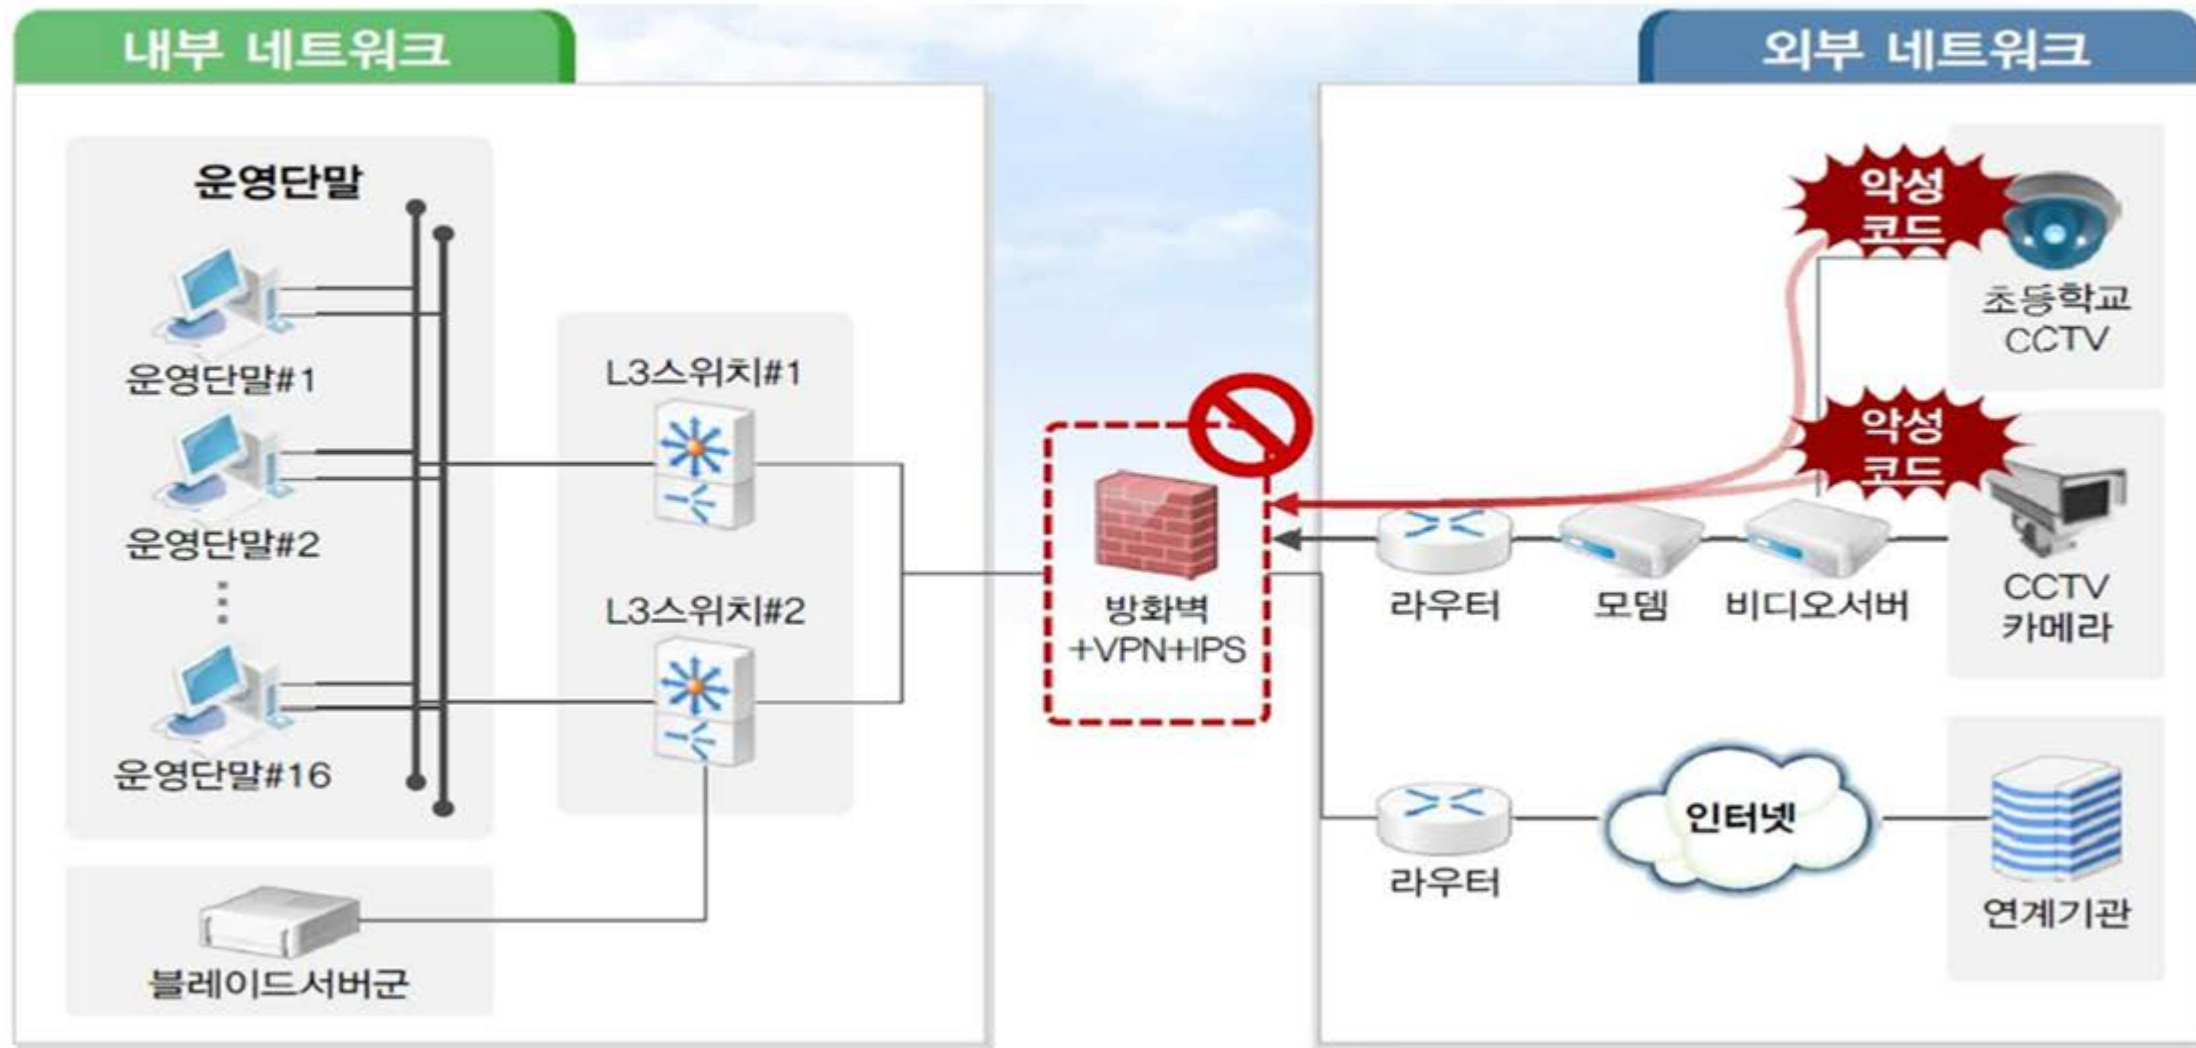 내부 네트워크
외부 네트워크
운영단말
운영단말#1
운영단말#2
운영단말#16
블레이드서버군
L3스위치#1
L3스위치#2
방화벽
+VPN+IPS
악성
코드
초등학교
CCTV
악성
코드
라우터
모뎀
비디오서버
CCTV
카메라
라우터
인터넷
연계기관